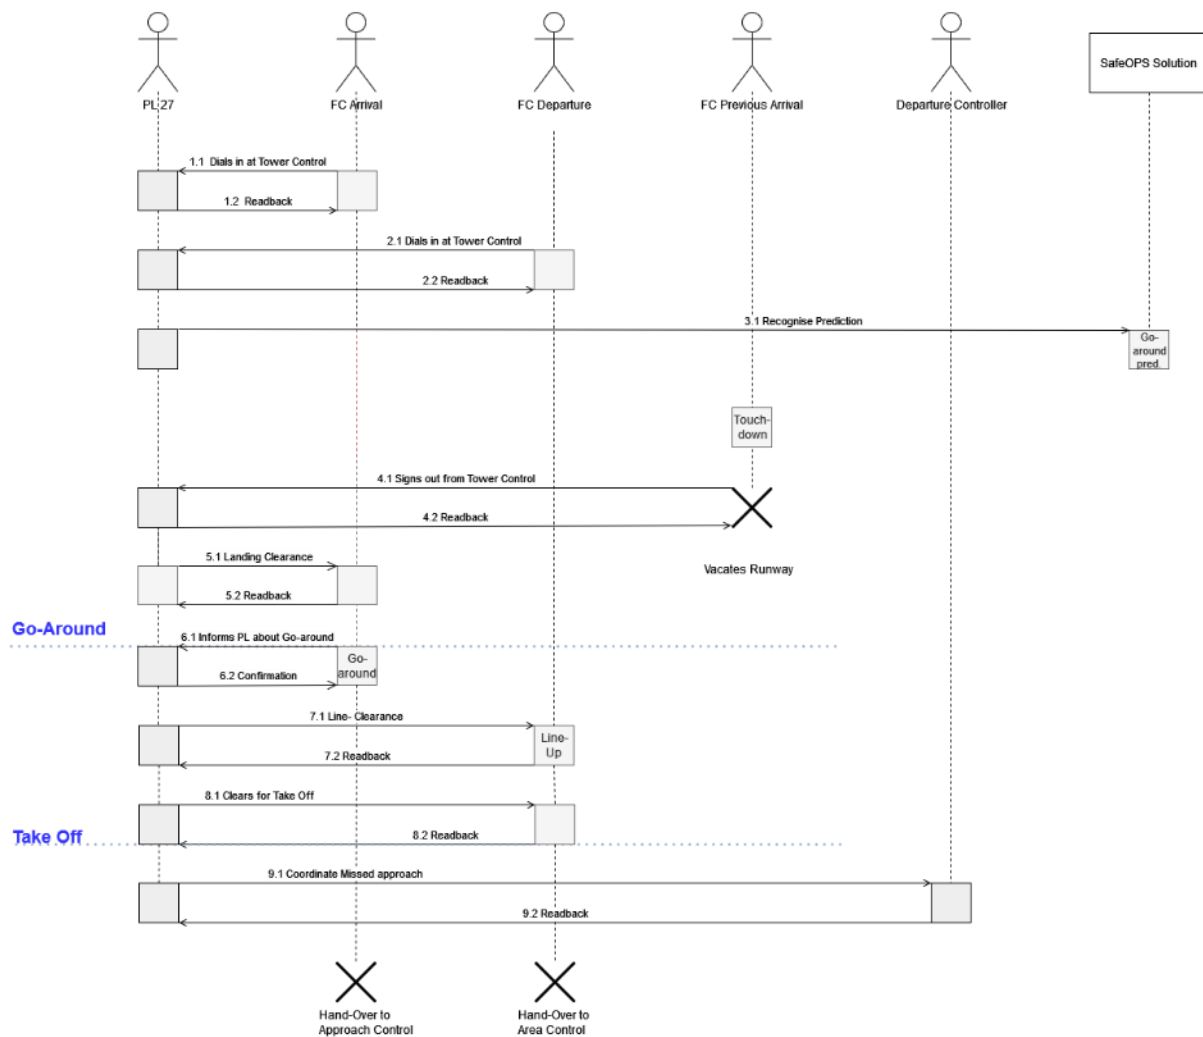 PL 27
FC Arrival
FC Departure
FC Previous Arrival
Departure Controller
SafeOPS Solution
1.1 Dials in at Tower Control
1.2 Readback
2.1 Dials in at Tower Control
2.2 Readback
3.1 Recognise Prediction
Go-
around
pred.
Touch-
down
4.1 Signs out from Tower Control
4.2 Readback
Vacates Runway
5.1 Landing Clearance
5.2 Readback
Go-Around
6.1 Informs PL about Go-around
Go-
around
6.2 Confirmation
7.1 Line- Clearance
Line-
Up
7.2 Readback
8.1 Clears for Take Off
8.2 Readback
Take Off
9.1 Coordinate Missed approach
9.2 Readback
Hand-Over to
Approach Control
Hand-Over to
Area Control